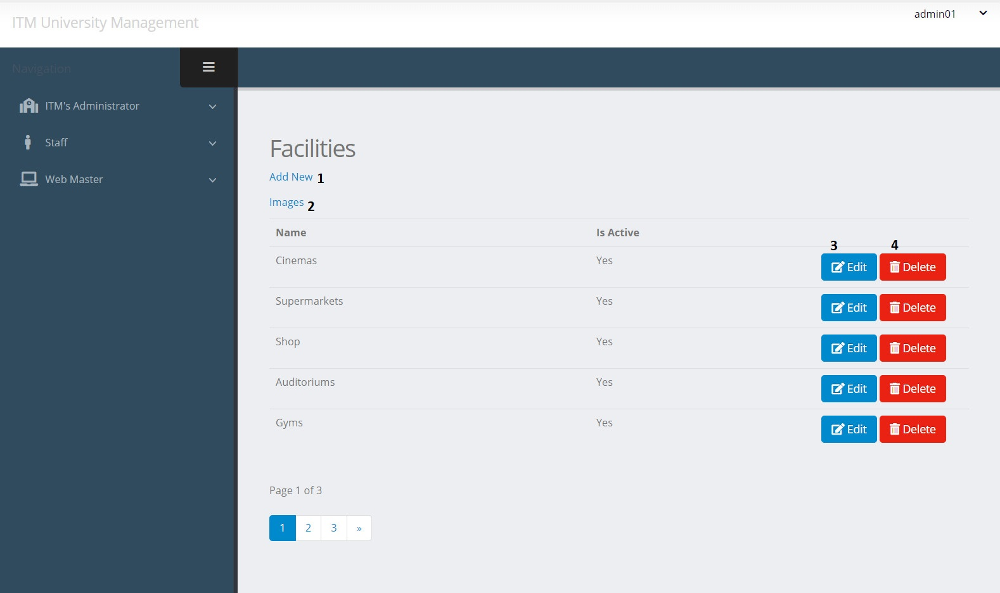 ITM University Management
admin01
Navigation
ITM's Administrator
Staff
Web Master
Facilities
Add New 1
Images 2
Name Is Active
3 4
Cinemas Yes Edit Delete
Supermarkets Yes Edit Delete
Shop Yes Edit Delete
Auditoriums Yes Edit Delete
Gyms Yes Edit Delete
Page 1 of 3
1 2 3 »